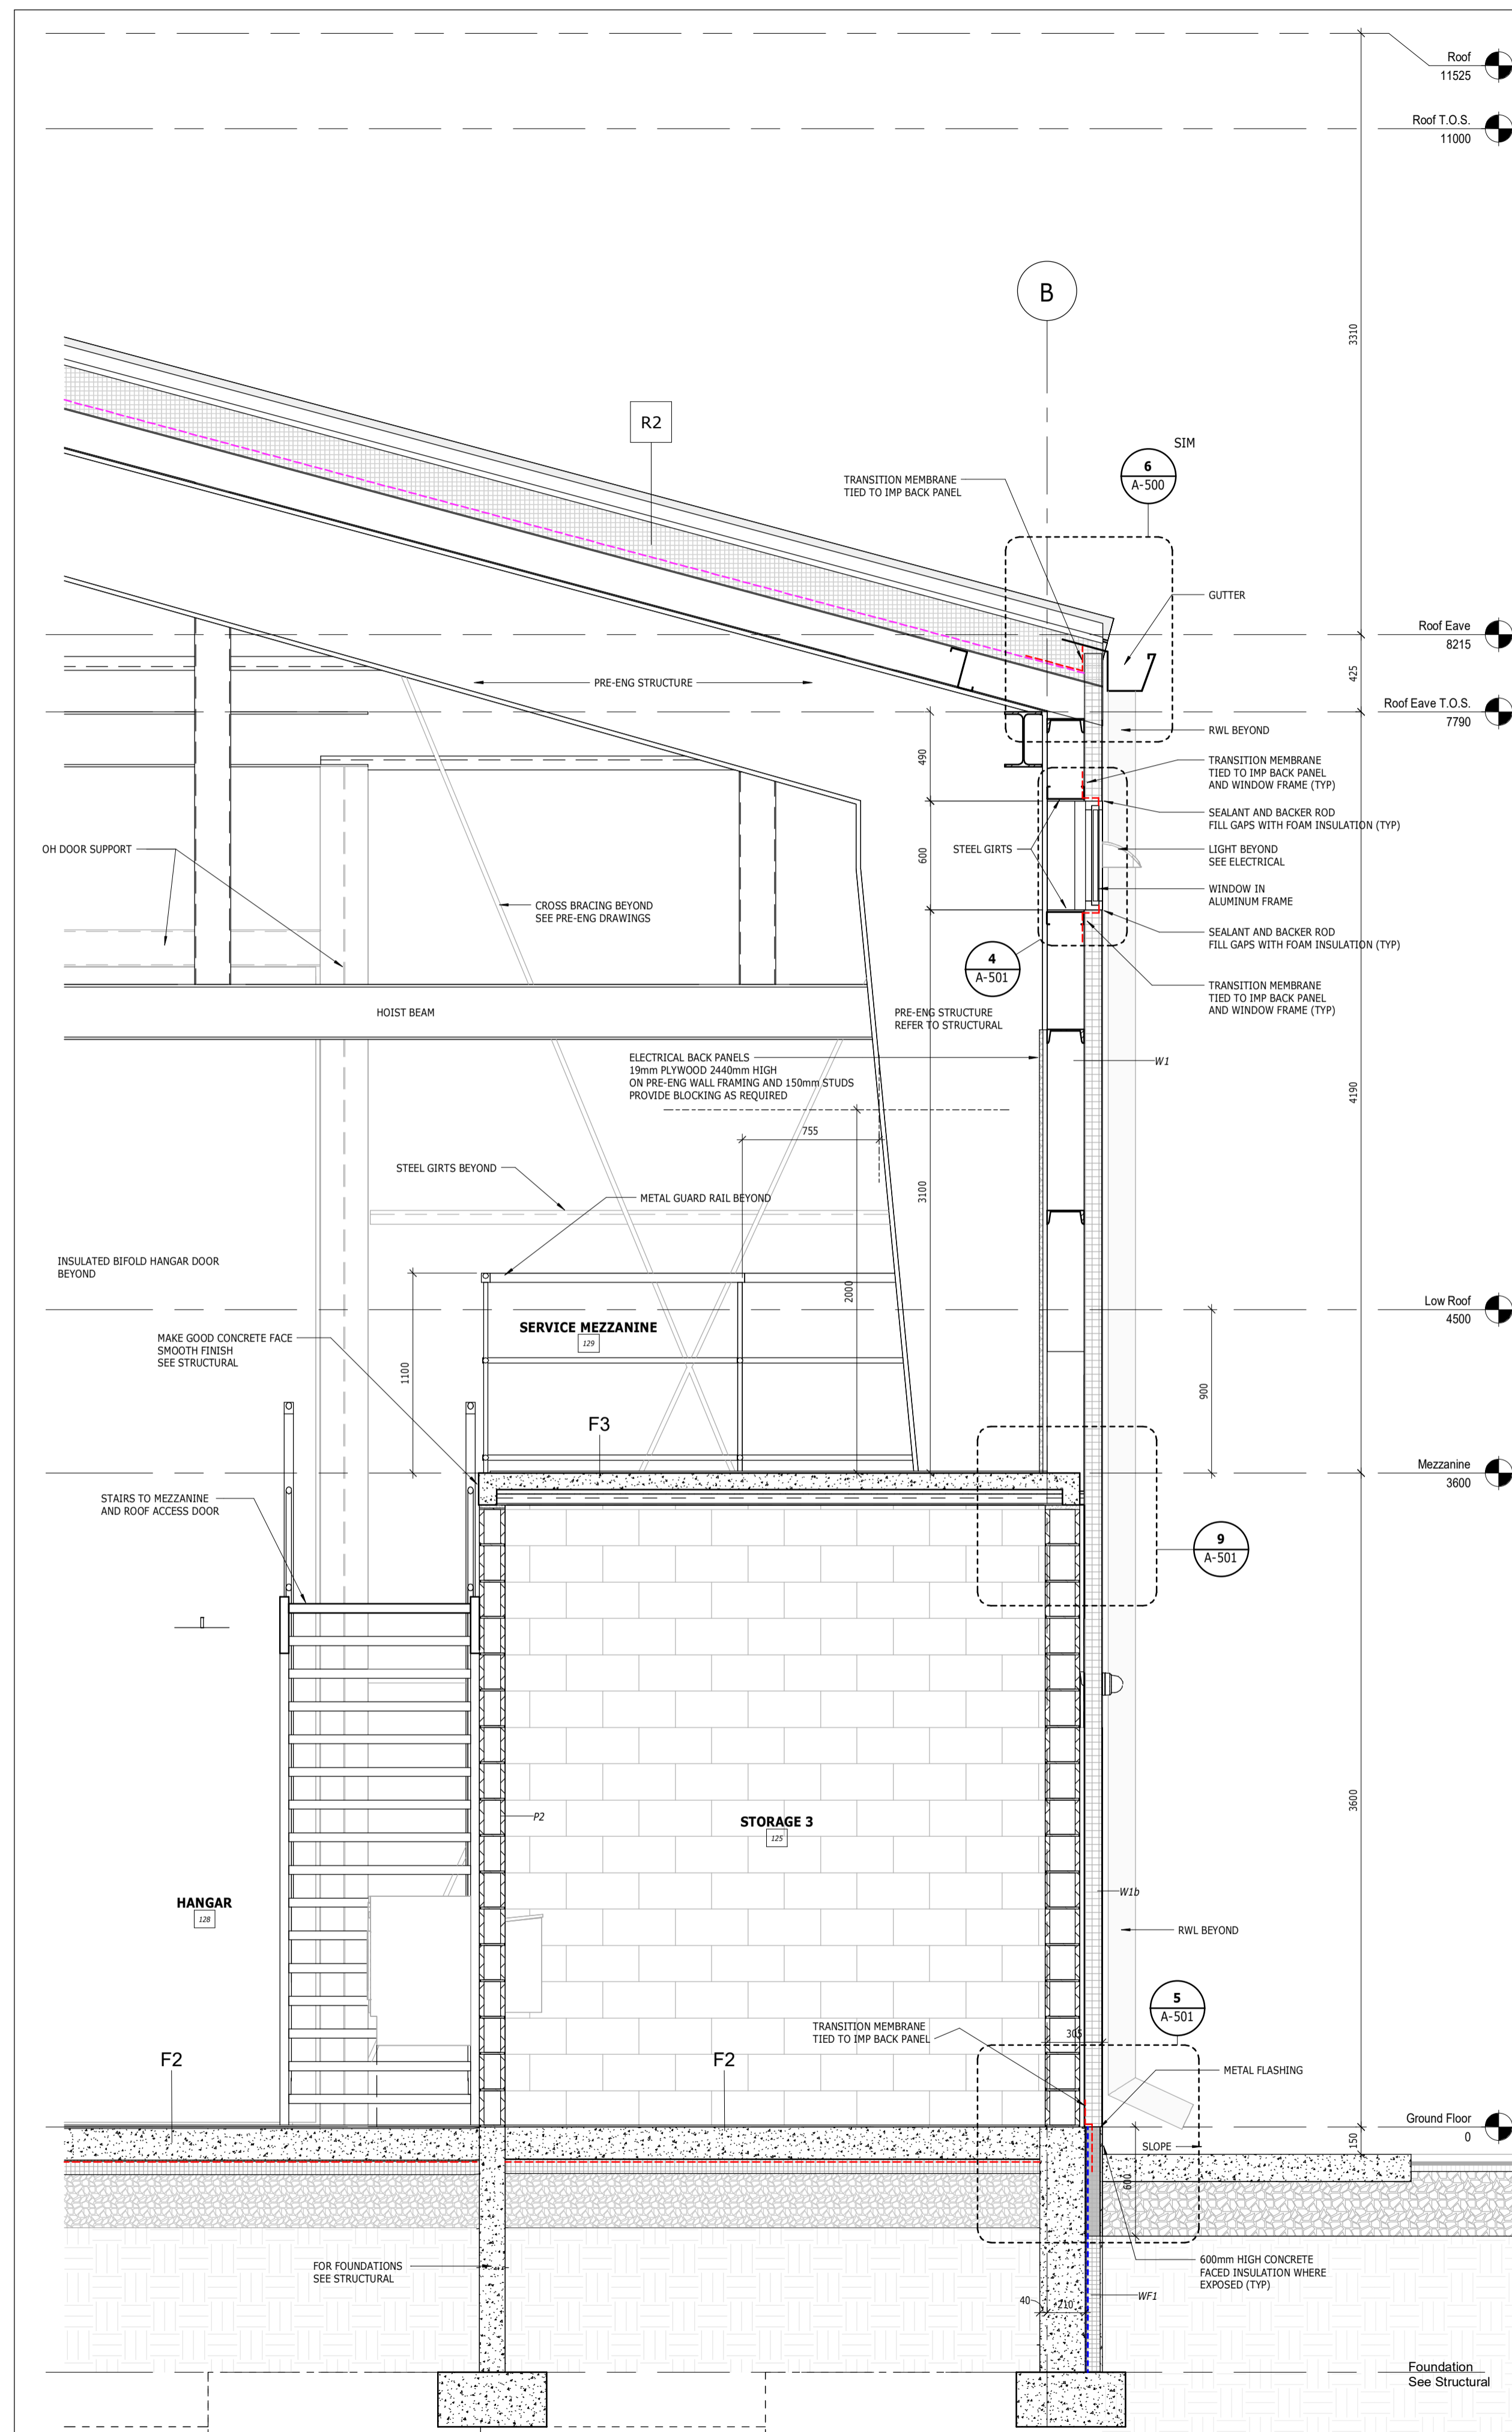 Roof
11525
Roof T.O.S.
11000
B
3310
R2
SIM
6
A-500
TRANSITION MEMBRANE
TIED TO IMP BACK PANEL
GUTTER
Roof Eave
8215
425
PRE-ENG STRUCTURE
Roof Eave T.O.S.
7790
RWL BEYOND
490
TRANSITION MEMBRANE
TIED TO IMP BACK PANEL
AND WINDOW FRAME (TYP)
SEALANT AND BACKER ROD
FILL GAPS WITH FOAM INSULATION (TYP)
OH DOOR SUPPORT
600
STEEL GIRTS
LIGHT BEYOND
SEE ELECTRICAL
WINDOW IN
ALUMINUM FRAME
CROSS BRACING BEYOND
SEE PRE-ENG DRAWINGS
SEALANT AND BACKER ROD
FILL GAPS WITH FOAM INSULATION (TYP)
4
A-501
TRANSITION MEMBRANE
TIED TO IMP BACK PANEL
AND WINDOW FRAME (TYP)
HOIST BEAM
PRE-ENG STRUCTURE
REFER TO STRUCTURAL
ELECTRICAL BACK PANELS
19mm PLYWOOD 2440mm HIGH
ON PRE-ENG WALL FRAMING AND 150mm STUDS
PROVIDE BLOCKING AS REQUIRED
W1
4190
755
STEEL GIRTS BEYOND
METAL GUARD RAIL BEYOND
3100
INSULATED BIFOLD HANGAR DOOR
BEYOND
2000
Low Roof
4500
SERVICE MEZZANINE
129
MAKE GOOD CONCRETE FACE
SMOOTH FINISH
SEE STRUCTURAL
1100
900
F3
Mezzanine
3600
STAIRS TO MEZZANINE
AND ROOF ACCESS DOOR
9
A-501
3600
P2
STORAGE 3
125
W1b
HANGAR
128
RWL BEYOND
5
A-501
TRANSITION MEMBRANE
TIED TO IMP BACK PANEL
305
F2
F2
METAL FLASHING
Ground Floor
0
150
SLOPE
600
FOR FOUNDATIONS
SEE STRUCTURAL
600mm HIGH CONCRETE
FACED INSULATION WHERE
EXPOSED (TYP)
WF1
40
210
Foundation
See Structural